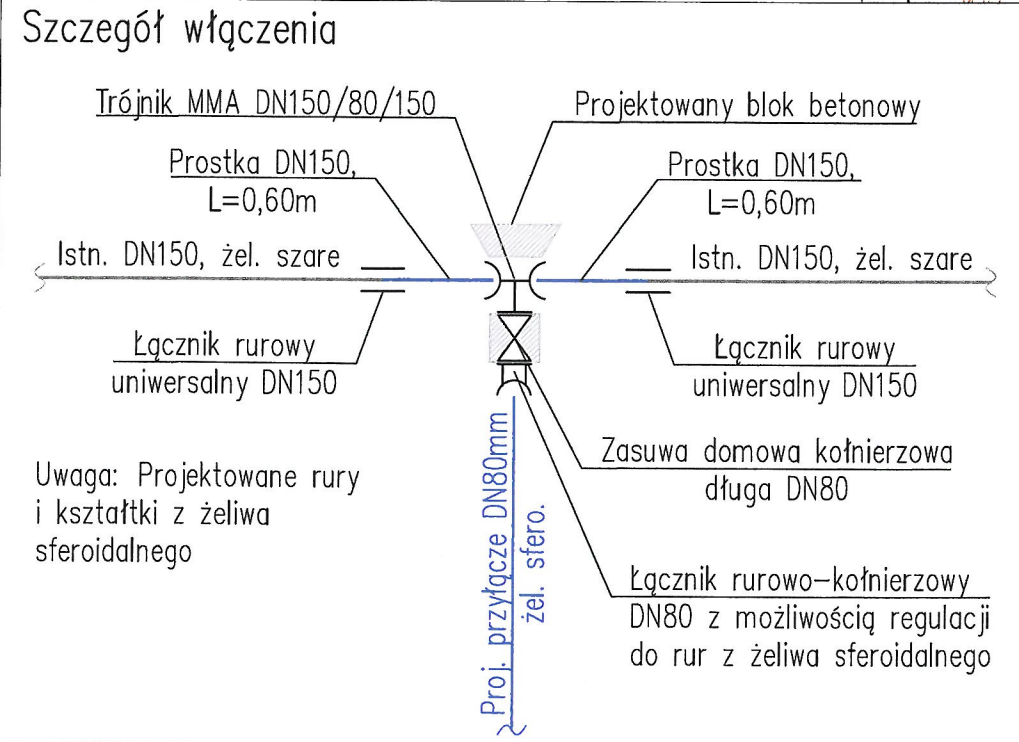 Szczegół włączenia
Trójnik MMA DN150/80/150
Projektowany blok betonowy
Prostka DN150,
L=0,60m
Prostka DN150,
L=0,60m
Istn. DN150, żel. szare
Istn. DN150, żel. szare
Łącznik rurowy
uniwersalny DN150
Łącznik rurowy
uniwersalny DN150
Uwaga: Projektowane rury
i kształtki z żeliwa
sferoidalnego
Proj. przyłącze DN80mm
żel. sfero.
Zasuwa domowa kołnierzowa
długa DN80
Łącznik rurowo-kołnierzowy
DN80 z możliwością regulacji
do rur z żeliwa sferoidalnego